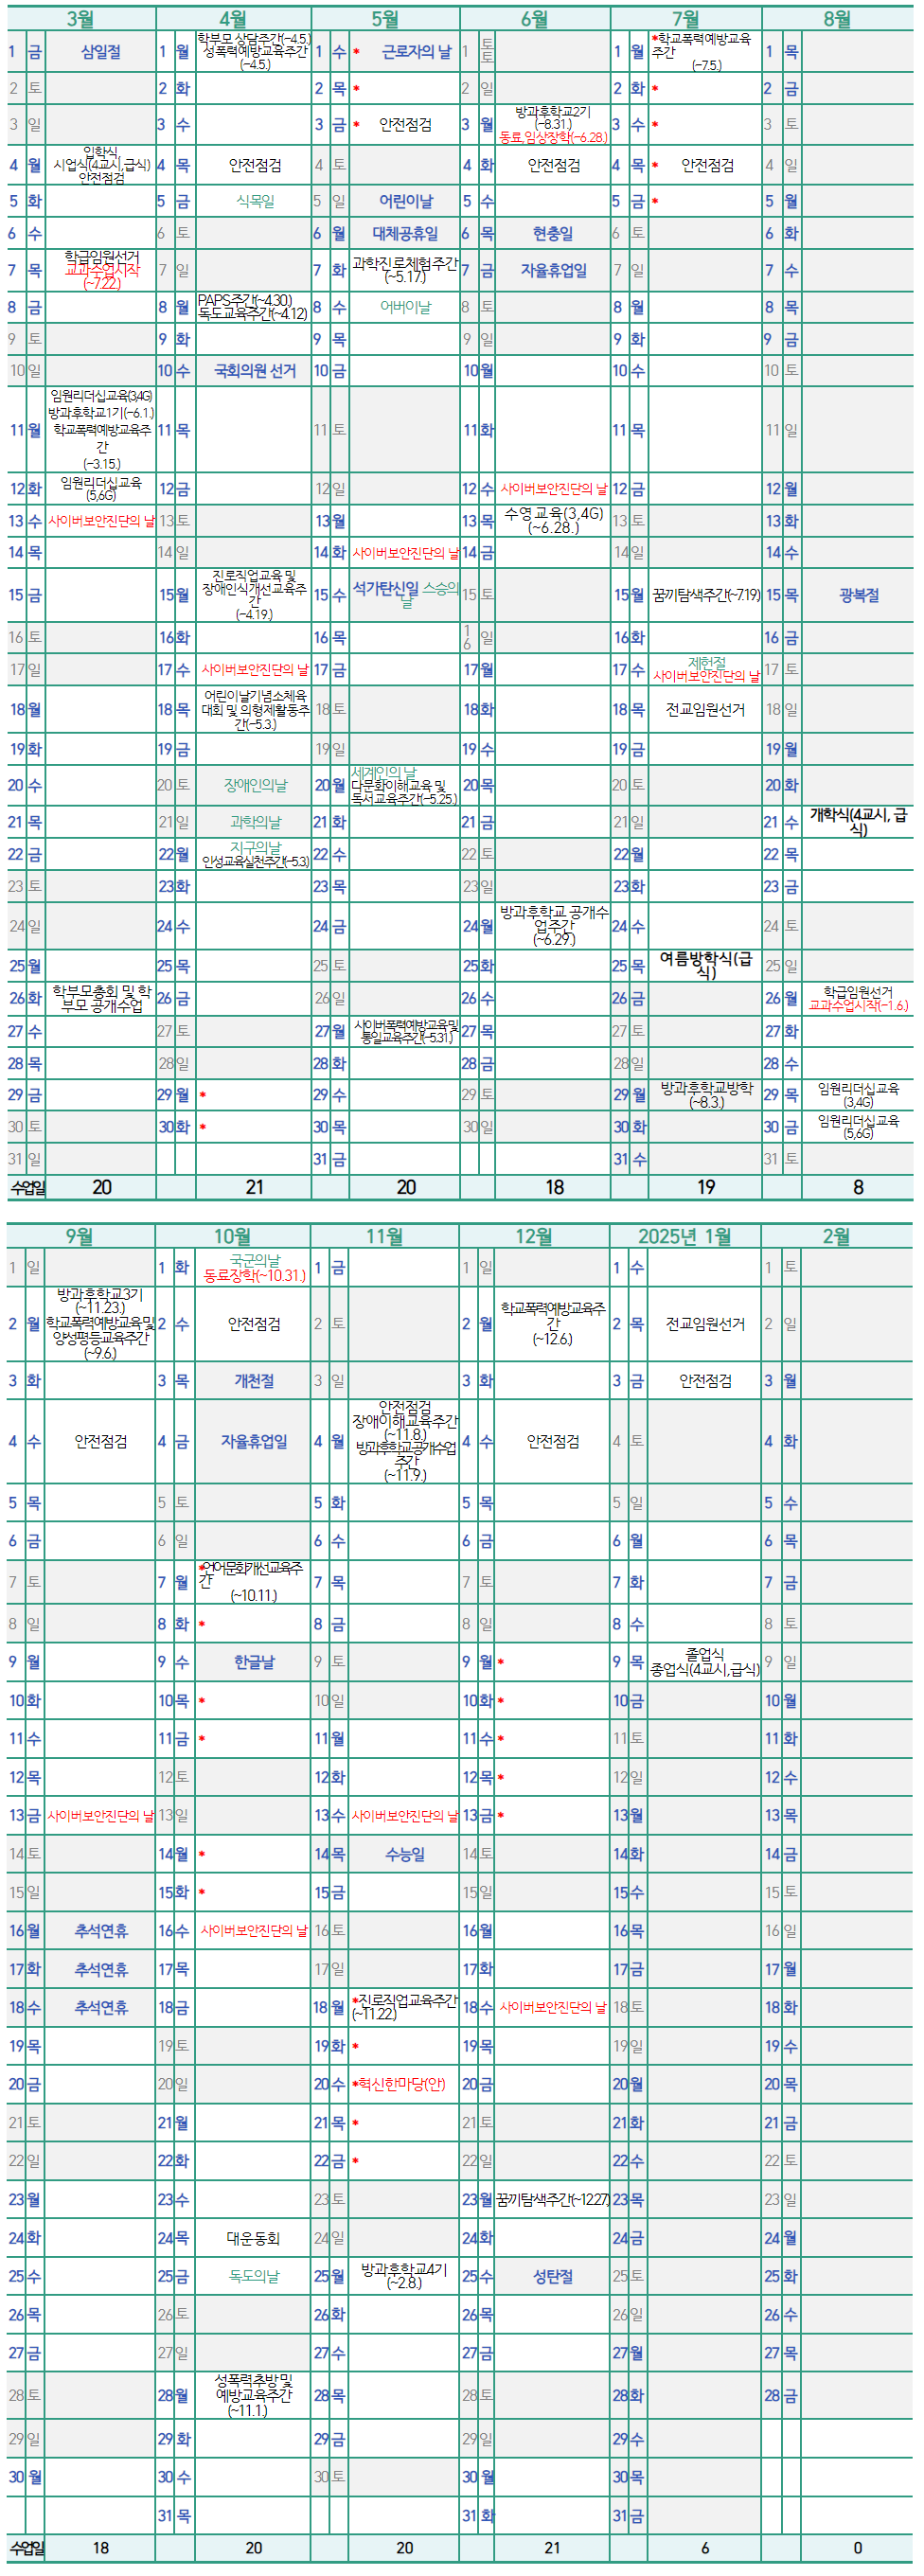 3월 4월 5월 6월 7월 8월
1 금 삼일절 1 월 학부모 상담주간(~4.5.) 성폭력예방교육주간 (~4.5.) 1 수 * 근로자의 날 1 토 토 1 월 *학교폭력예방교육 주간 (~7.5.) 1 목
2 토 2 화 2 목 * 2 일 2 화 * 2 금
3 일 3 수 3 금 * 안전점검 3 월 방과후학교2기 (~8.31.) 동료,임상장학(~6.28.) 3 수 * 3 토
4 월 입학식, 시업식(4교시,급식) 안전점검 4 목 안전점검 4 토 4 화 안전점검 4 목 * 안전점검 4 일
5 화 5 금 식목일 5 일 어린이날 5 수 5 금 * 5 월
6 수 6 토 6 월 대체공휴일 6 목 현충일 6 토 6 화
7 목 학급임원선거 교과수업시작 (~7.22.) 7 일 7 화 과학진로체험주간 (~5.17.) 7 금 자율휴업일 7 일 7 수
8 금 8 월 PAPS주간(~4.30.) 독도교육주간(~4.12) 8 수 어버이날 8 토 8 월 8 목
9 토 9 화 9 목 9 일 9 화 9 금
10 일 10 수 국회의원 선거 10 금 10 월 10 수 10 토
11 월 임원리더십교육(3,4G) 방과후학교1기(~6.1.) 학교폭력예방교육주간 (~3.15.) 11 목 11 토 11 화 11 목 11 일
12 화 임원리더십교육 (5,6G) 12 금 12 일 12 수 사이버보안진단의 날 12 금 12 월
13 수 사이버보안진단의 날 13 토 13 월 13 목 수영교육(3,4G) (~6.28.) 13 토 13 화
14 목 14 일 14 화 사이버보안진단의 날 14 금 14 일 14 수
15 금 15 월 진로직업교육 및 장애인식개선교육주간 (~4.19.) 15 수 석가탄신일 스승의 날 15 토 15 월 꿈끼탐색주간(~7.19.) 15 목 광복절
16 토 16 화 16 목 16 일 16 화 16 금
17 일 17 수 사이버보안진단의 날 17 금 17 월 17 수 제헌절 사이버보안진단의 날 17 토
18 월 18 목 어린이날기념소체육대회 및 의형제활동주간(~5.3.) 18 토 18 화 18 목 전교임원선거 18 일
19 화 19 금 19 일 19 수 19 금 19 월
20 수 20 토 장애인의날 20 월 세계인의 날 다문화이해교육 및 독서교육주간(~5.25.) 20 목 20 토 20 화
21 목 21 일 과학의날 21 화 21 금 21 일 21 수 개학식(4교시, 급식)
22 금 22 월 지구의날 인성교육실천주간(~5.3.) 22 수 22 토 22 월 22 목
23 토 23 화 23 목 23 일 23 화 23 금
24 일 24 수 24 금 24 월 방과후학교 공개수업주간 (~6.29.) 24 수 24 토
25 월 25 목 25 토 25 화 25 목 여름방학식(급식) 25 일
26 화 학부모총회 및 학부모 공개수업 26 금 26 일 26 수 26 금 26 월 학급임원선거 교과수업시작(~1.6.)
27 수 27 토 27 월 사이버폭력예방교육및 통일교육주간(~5.31.) 27 목 27 토 27 화
28 목 28 일 28 화 28 금 28 일 28 수
29 금 29 월 * 29 수 29 토 29 월 방과후학교방학 (~8.3.) 29 목 임원리더십교육 (3,4G)
30 토 30 화 * 30 목 30 일 30 화 30 금 임원리더십교육 (5,6G)
31 일 31 금 31 수 31 토
수업일 20 21 20 18 19 8
9월 10월 11월 12월 2025년 1월 2월
1 일 1 화 국군의날 동료장학(~10.31.) 1 금 1 일 1 수 1 토
2 월 방과후학교3기 (~11.23.) 학교폭력예방교육 및 양성평등교육주간 (~9.6.) 2 수 안전점검 2 토 2 월 학교폭력예방교육주간 (~12.6.) 2 목 전교임원선거 2 일
3 화 3 목 개천절 3 일 3 화 3 금 안전점검 3 월
4 수 안전점검 4 금 자율휴업일 4 월 안전점검 장애이해교육주간 (~11.8.) 방과후학교공개수업주간 (~11.9.) 4 수 안전점검 4 토 4 화
5 목 5 토 5 화 5 목 5 일 5 수
6 금 6 일 6 수 6 금 6 월 6 목
7 토 7 월 *언어문화개선교육주간 (~10.11.) 7 목 7 토 7 화 7 금
8 일 8 화 * 8 금 8 일 8 수 8 토
9 월 9 수 한글날 9 토 9 월 * 9 목 졸업식 종업식(4교시,급식) 9 일
10 화 10 목 * 10 일 10 화 * 10 금 10 월
11 수 11 금 * 11 월 11 수 * 11 토 11 화
12 목 12 토 12 화 12 목 * 12 일 12 수
13 금 사이버보안진단의 날 13 일 13 수 사이버보안진단의 날 13 금 * 13 월 13 목
14 토 14 월 * 14 목 수능일 14 토 14 화 14 금
15 일 15 화 * 15 금 15 일 15 수 15 토
16 월 추석연휴 16 수 사이버보안진단의 날 16 토 16 월 16 목 16 일
17 화 추석연휴 17 목 17 일 17 화 17 금 17 월
18 수 추석연휴 18 금 18 월 *진로직업교육주간 (~11.22.) 18 수 사이버보안진단의 날 18 토 18 화
19 목 19 토 19 화 * 19 목 19 일 19 수
20 금 20 일 20 수 *혁신한마당(안) 20 금 20 월 20 목
21 토 21 월 21 목 * 21 토 21 화 21 금
22 일 22 화 22 금 * 22 일 22 수 22 토
23 월 23 수 23 토 23 월 꿈끼탐색주간(~12.27.) 23 목 23 일
24 화 24 목 대운동회 24 일 24 화 24 금 24 월
25 수 25 금 독도의날 25 월 방과후학교4기 (~2.8.) 25 수 성탄절 25 토 25 화
26 목 26 토 26 화 26 목 26 일 26 수
27 금 27 일 27 수 27 금 27 월 27 목
28 토 28 월 성폭력추방 및 예방교육주간 (~11.1.) 28 목 28 토 28 화 28 금
29 일 29 화 29 금 29 일 29 수
30 월 30 수 30 토 30 월 30 목
31 목 31 화 31 금
수업일 18 20 20 21 6 0